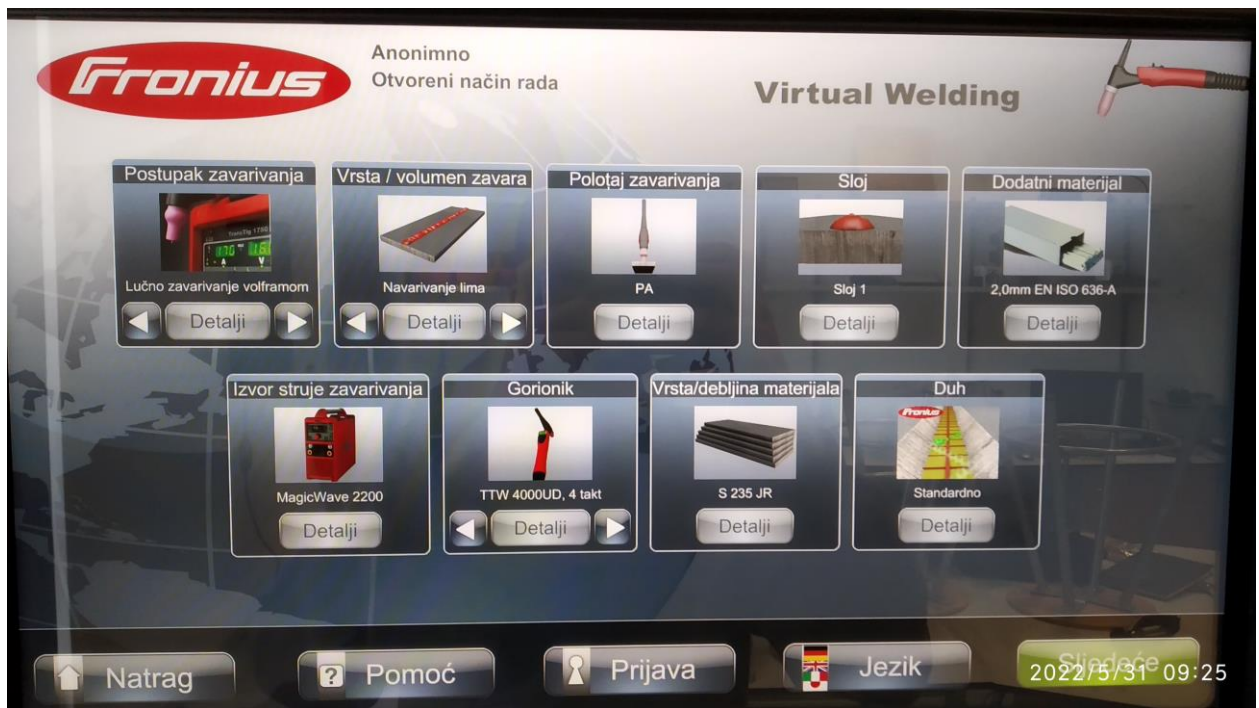 Fronius
Anonimno
Otvoreni način rada
Virtual Welding
Postupak zavarivanja
Vrsta / volumen zavara
Polotaj zavarivanja
Sloj
Dodatni materijal
Lučno zavarivanje volframom
Navarivanje lima
PA
Sloj 1
2,0mm EN ISO 636-A
Detalji
Detalji
Detalji
Detalji
Detalji
Izvor struje zavarivanja
Gorionik
Vrsta/debljina materijala
Duh
Fronius
MagicWave 2200
TTW 4000UD, 4 takt
S 235 JR
Standardno
Detalji
Detalji
Detalji
Detalji
Natrag
Pomoć
Prijava
Jezik
Sljedeće
2022/5/31 09:25